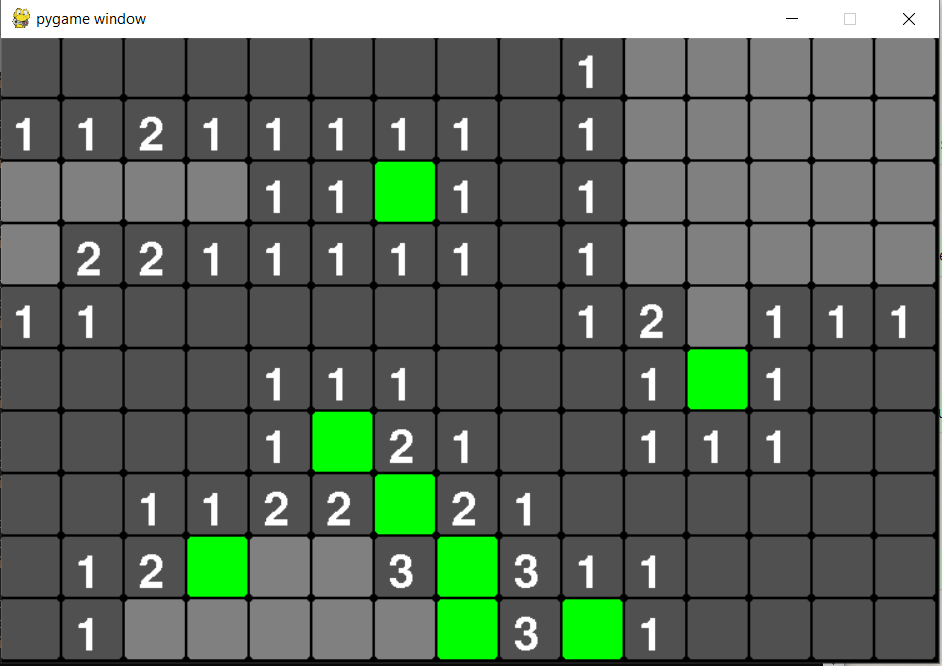 pygame window
1
1 1 2 1 1 1 1 1 1
1 1 1 1
2 2 1 1 1 1 1 1
1 1 1 2 1 1 1
1 1 1 1 1
1 2 1 1 1 1
1 1 2 2 2 1
1 2 3 3 1 1
1 3 1